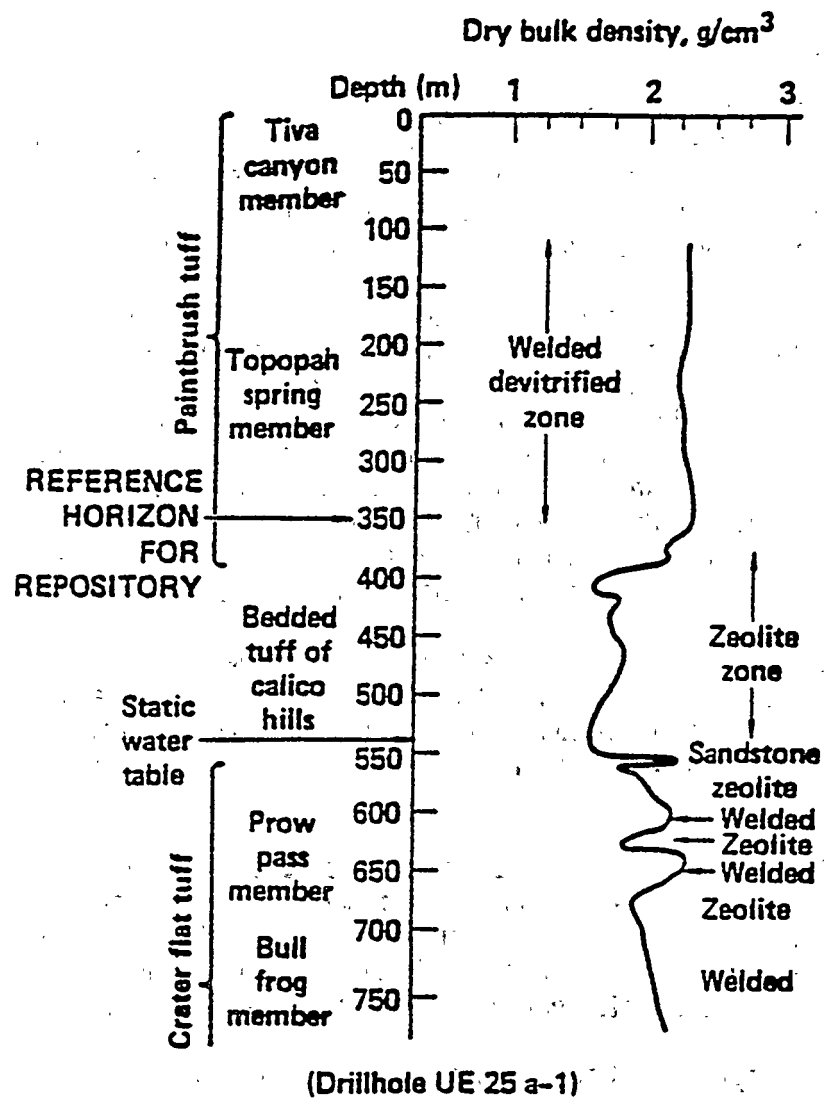 Dry bulk density, g/cm³
Depth (m)
1
2
3
0
50
100
150
200
250
300
350
400
450
500
550
600
650
700
750
Paintbrush tuff
Tiva
canyon
member
Topopah
spring
member
Welded
devitrified
zone
REFERENCE
HORIZON
FOR
REPOSITORY
Bedded
tuff of
calico
hills
Zeolite
zone
Static
water
table
Sandstone
zeolite
Welded
Zeolite
Welded
Zeolite
Welded
Crater flat tuff
Prow
pass
member
Bull
frog
member
(Drillhole UE 25 a-1)